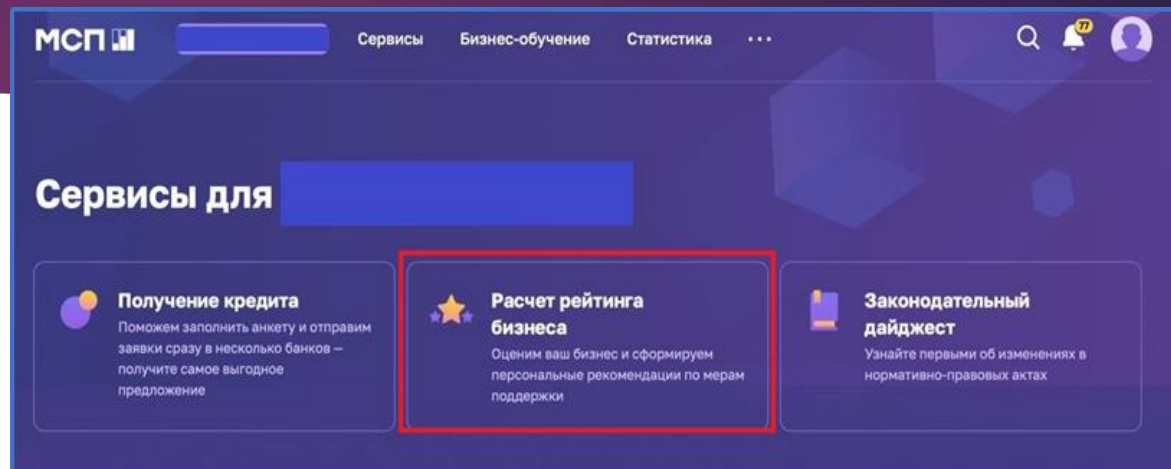 МСП
Сервисы
Бизнес-обучение
Статистика
77
Сервисы для
Получение кредита
Поможем заполнить анкету и отправим
заявки сразу в несколько банков —
получите самое выгодное
предложение
Расчет рейтинга
бизнеса
Оценим ваш бизнес и сформируем
персональные рекомендации по мерам
поддержки
Законодательный
дайджест
Узнайте первыми об изменениях в
нормативно-правовых актах